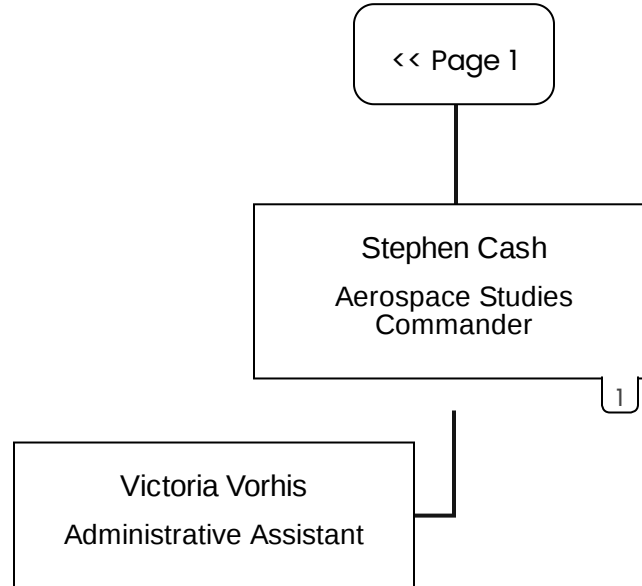 << Page 1
Stephen Cash
Aerospace Studies
Commander
1
Victoria Vorhis
Administrative Assistant